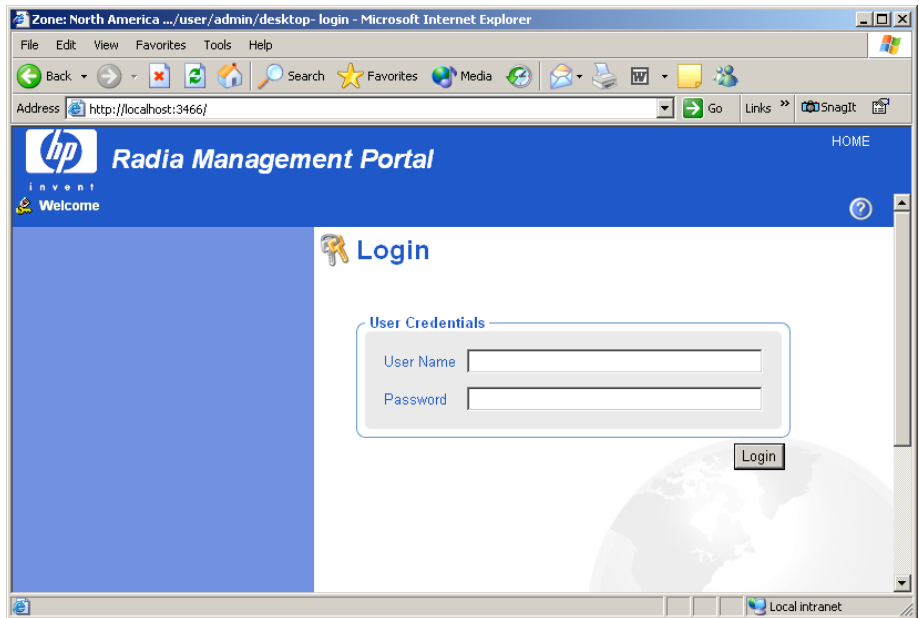 Zone: North America .../user/admin/desktop- login - Microsoft Internet Explorer
File Edit View Favorites Tools Help
Back Search Favorites Media W
Address http://localhost:3466/ Go Links » SnagIt
hp
invent
Radia Management Portal
HOME
Welcome
?
Login
User Credentials
User Name
Password
Login
Local intranet